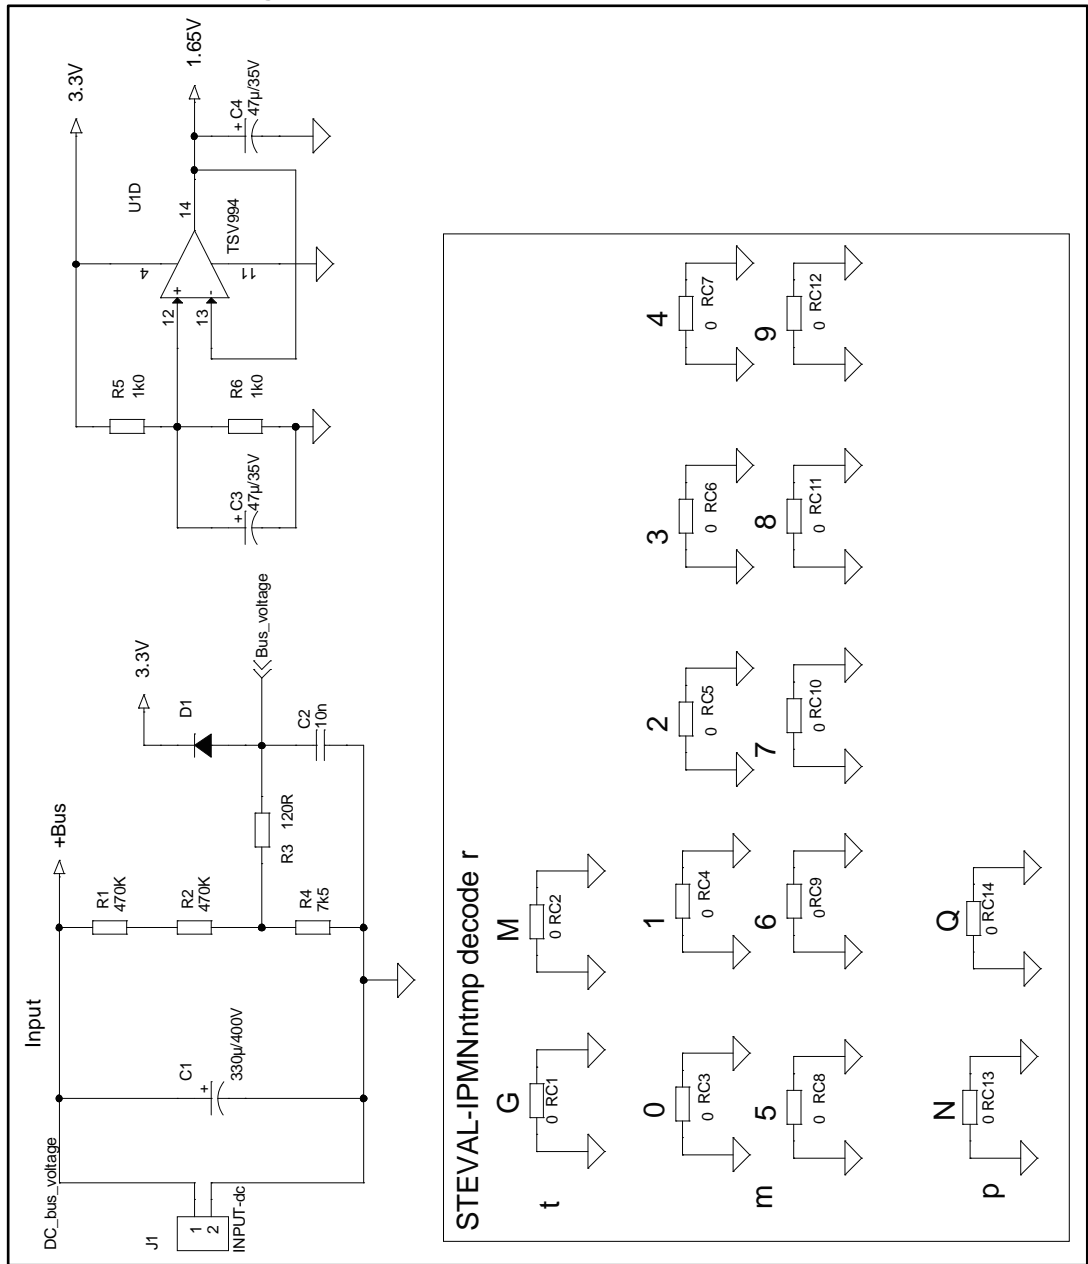 Input
DC_bus_voltage
J1
1
2
INPUT-dc
C1
+
330µ/400V
+Bus
R1
470K
R2
470K
R4
7k5
R3 120R
3.3V
D1
C2
10n
Bus_voltage
3.3V
R5
1k0
R6
1k0
+
C3
47µ/35V
12
13
+
-
4
11
14
U1D
TSV994
1.65V
+
C4
47µ/35V
STEVAL-IPMNntmp decode r
t
G
0 RC1
M
0 RC2
m
0
0 RC3
1
0 RC4
2
0 RC5
3
0 RC6
4
0 RC7
5
0 RC8
6
0 RC9
7
0 RC10
8
0 RC11
9
0 RC12
p
N
0 RC13
Q
0 RC14